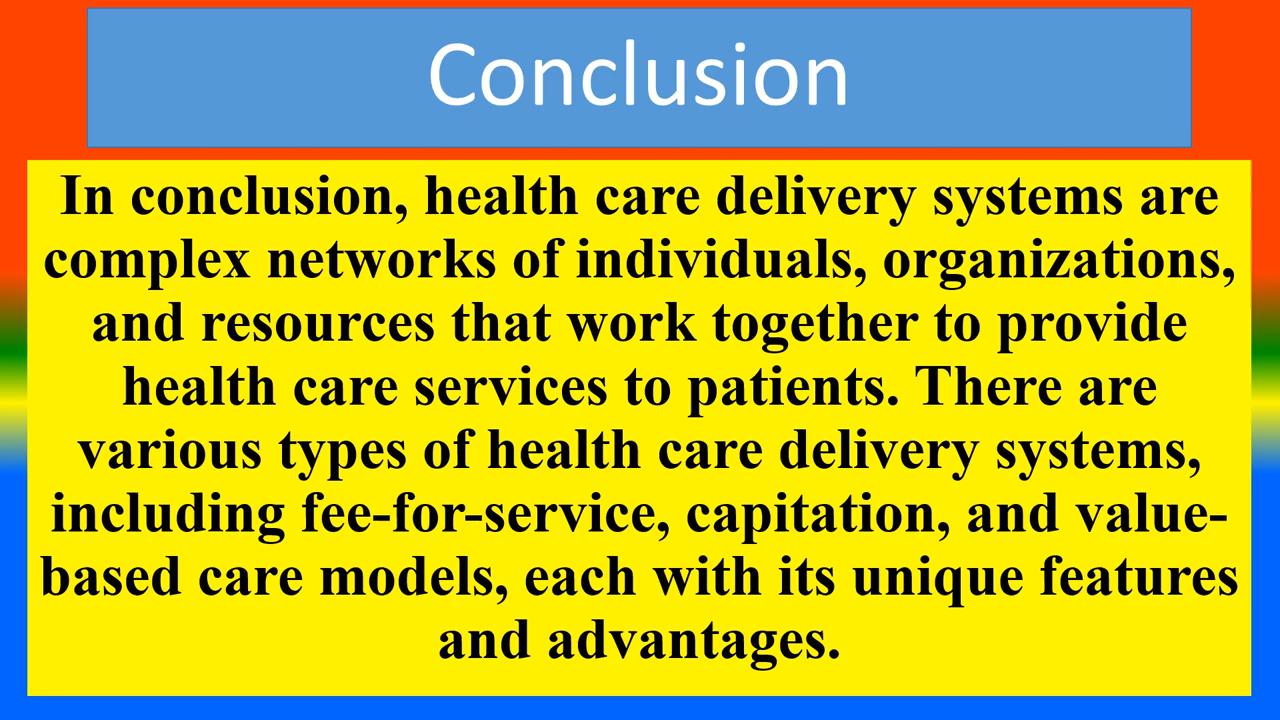 Conclusion
In conclusion, health care delivery systems are
complex networks of individuals, organizations,
and resources that work together to provide
health care services to patients. There are
various types of health care delivery systems,
including fee-for-service, capitation, and value-
based care models, each with its unique features
and advantages.